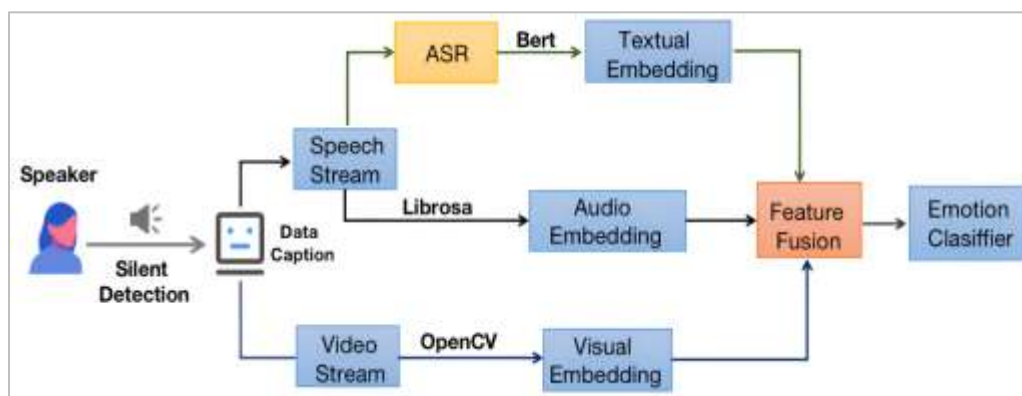 Speaker
Silent
Detection
Data
Caption
Speech
Stream
ASR
Bert
Textual
Embedding
Librosa
Audio
Embedding
Video
Stream
OpenCV
Visual
Embedding
Feature
Fusion
Emotion
Clasiffier